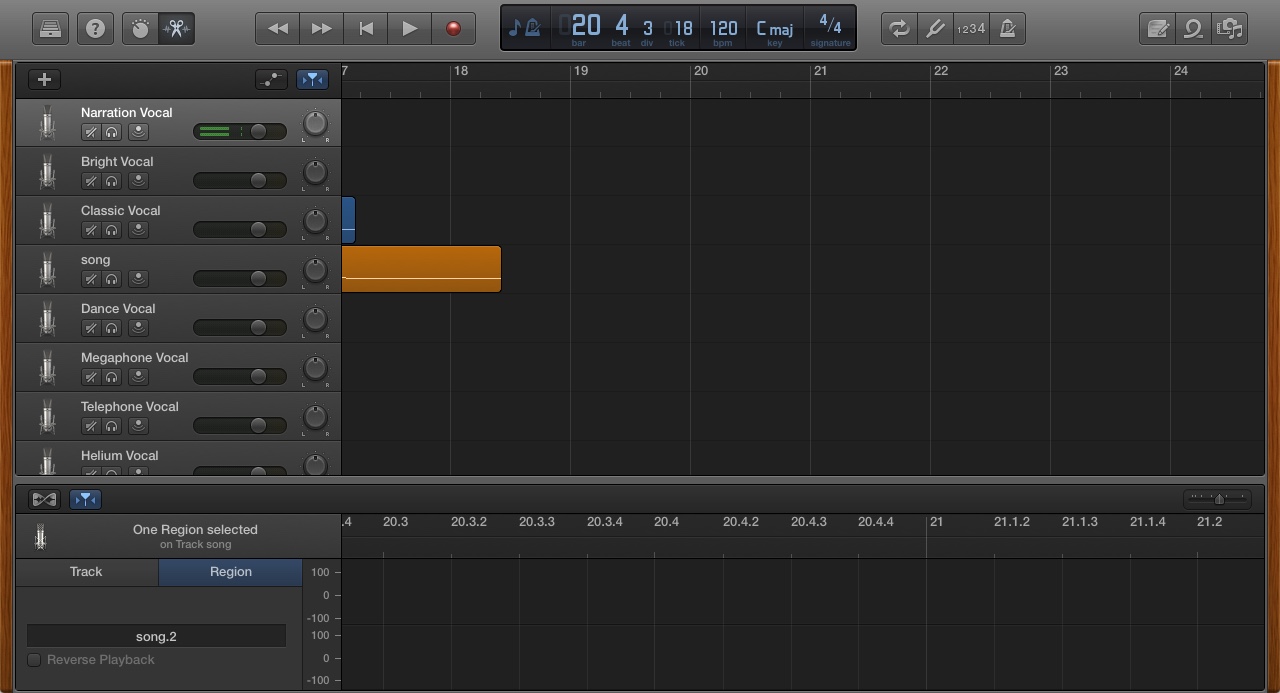 20 4 3 18 120 C maj 4/4
bar beat div tick bpm key signature
1234
7 18 19 20 21 22 23 24
Narration Vocal
L R
Bright Vocal
L R
Classic Vocal
L R
song
L R
Dance Vocal
L R
Megaphone Vocal
L R
Telephone Vocal
L R
Helium Vocal
.4 20.3 20.3.2 20.3.3 20.3.4 20.4 20.4.2 20.4.3 20.4.4 21 21.1.2 21.1.3 21.1.4 21.2
One Region selected
on Track song
Track Region
100
0
-100
100
0
-100
song.2
Reverse Playback